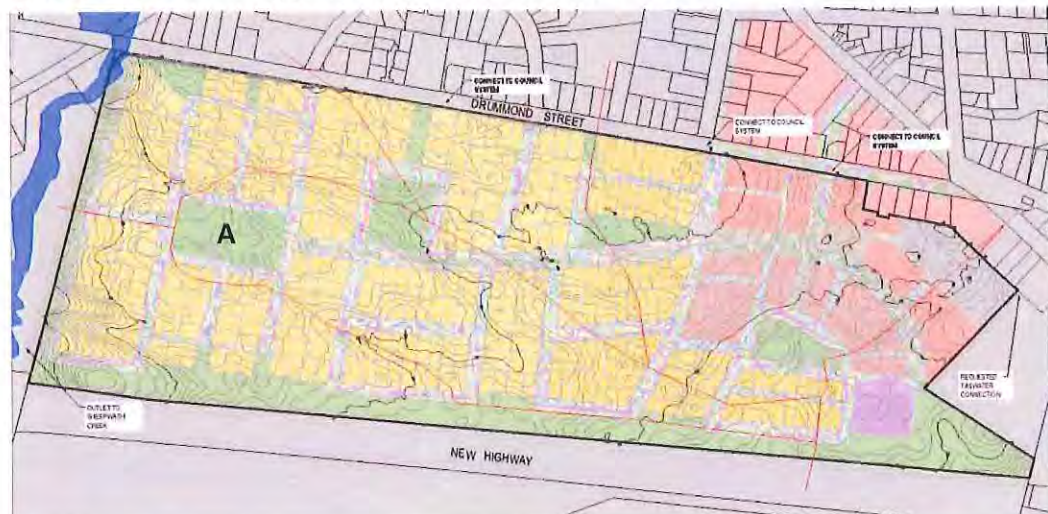 CONNECT TO COUNCIL
SYSTEM
DRUMMOND STREET
CONNECT TO COUNCIL
SYSTEM
CONNECT TO COUNCIL
SYSTEM
A
REQUESTED
TASWATER
CONNECTION
OUTLET TO
SHEEPWASH
CREEK
NEW HIGHWAY